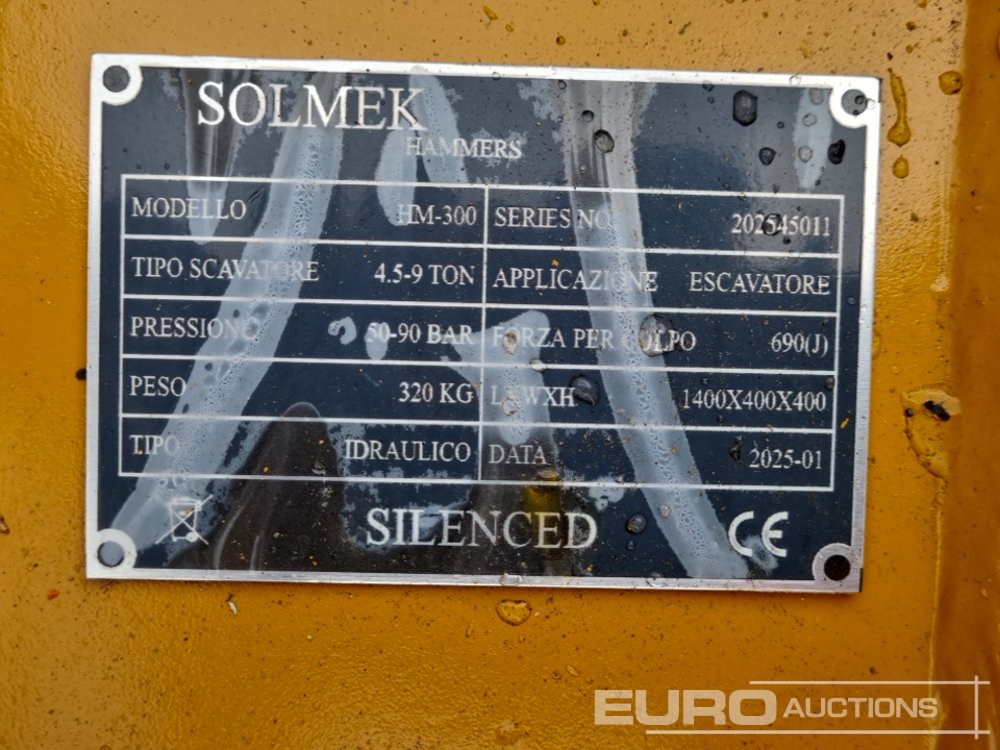 SOLMEK
HAMMERS
MODELLO HM-300 SERIES NO. 202545011
TIPO SCAVATORE 4.5-9 TON APPLICAZIONE ESCAVATORE
PRESSIONE 50-90 BAR FORZA PER COLPO 690(J)
PESO 320 KG LXWXH 1400X400X400
TIPO IDRAULICO DATA 2025-01
SILENCED CE
EURO AUCTIONS